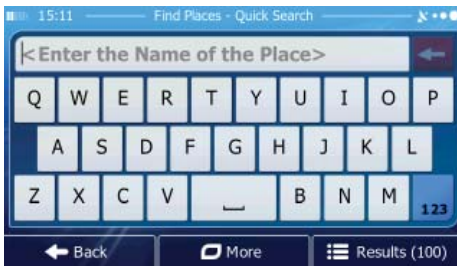 15:11 Find Places - Quick Search
<Enter the Name of the Place>
Q W E R T Y U I O P
A S D F G H J K L
Z X C V B N M 123
Back More Results (100)